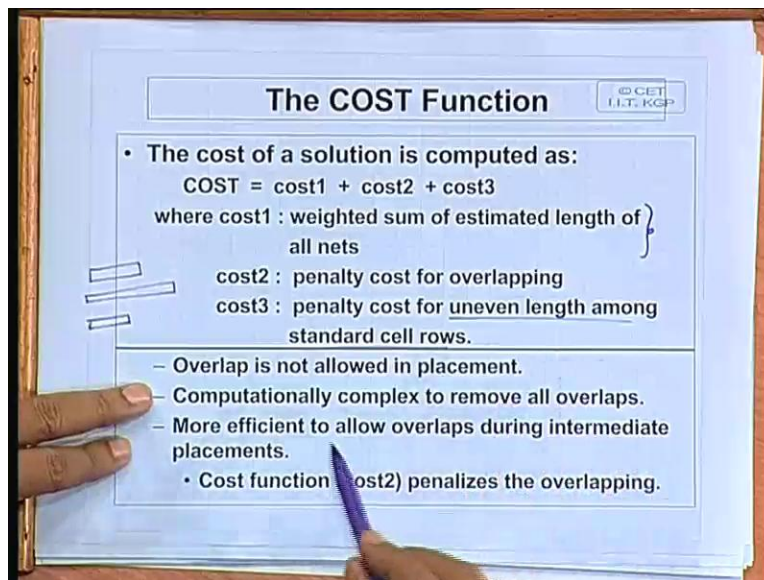 The COST Function
© CET
I.I.T. KGP
• The cost of a solution is computed as:
COST = cost1 + cost2 + cost3
where cost1 : weighted sum of estimated length of
all nets
cost2 : penalty cost for overlapping
cost3 : penalty cost for uneven length among
standard cell rows.
– Overlap is not allowed in placement.
– Computationally complex to remove all overlaps.
– More efficient to allow overlaps during intermediate
placements.
• Cost function ost2) penalizes the overlapping.